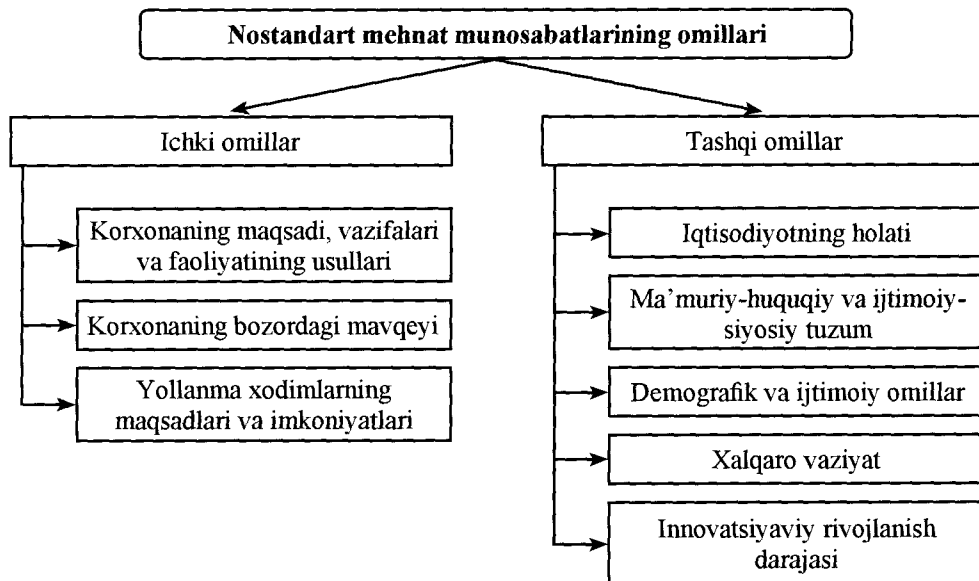 Nostandart mehnat munosabatlarining omillari
Ichki omillar
Korxonaning maqsadi, vazifalari
va faoliyatining usullari
Korxonaning bozordagi mavqeyi
Yollanma xodimlarning
maqsadlari va imkoniyatlari
Tashqi omillar
Iqtisodiyotning holati
Ma’muriy-huquqiy va ijtimoiy-
siyosiy tuzum
Demografik va ijtimoiy omillar
Xalqaro vaziyat
Innovatsiyaviy rivojlanish
darajasi